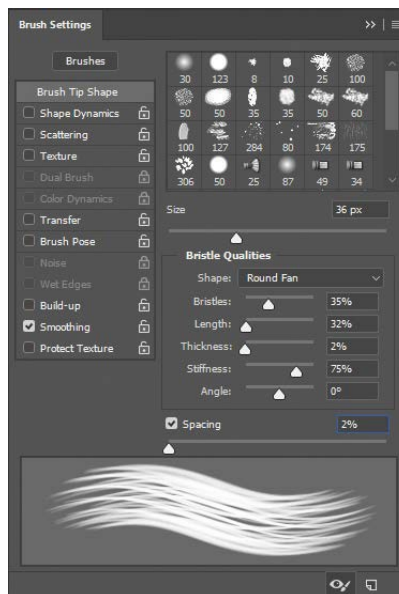 Brush Settings
Brushes
Brush Tip Shape
Shape Dynamics
Scattering
Texture
Dual Brush
Color Dynamics
Transfer
Brush Pose
Noise
Wet Edges
Build-up
Smoothing
Protect Texture
30 123 8 10 25 100
50 50 35 35 50 60
100 127 284 80 174 175
306 50 25 87 49 34
Size 36 px
Bristle Qualities
Shape: Round Fan
Bristles: 35%
Length: 32%
Thickness: 2%
Stiffness: 75%
Angle: 0°
Spacing 2%